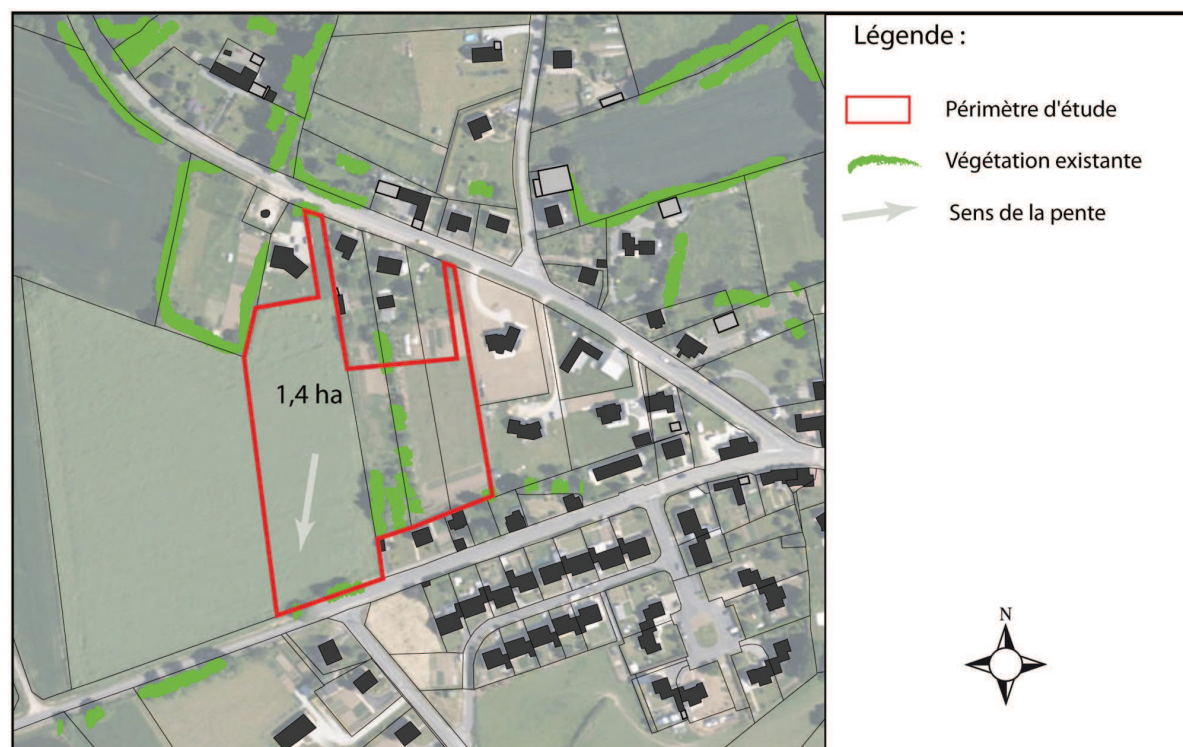 Légende :
Périmètre d'étude
Végétation existante
Sens de la pente
1,4 ha
N